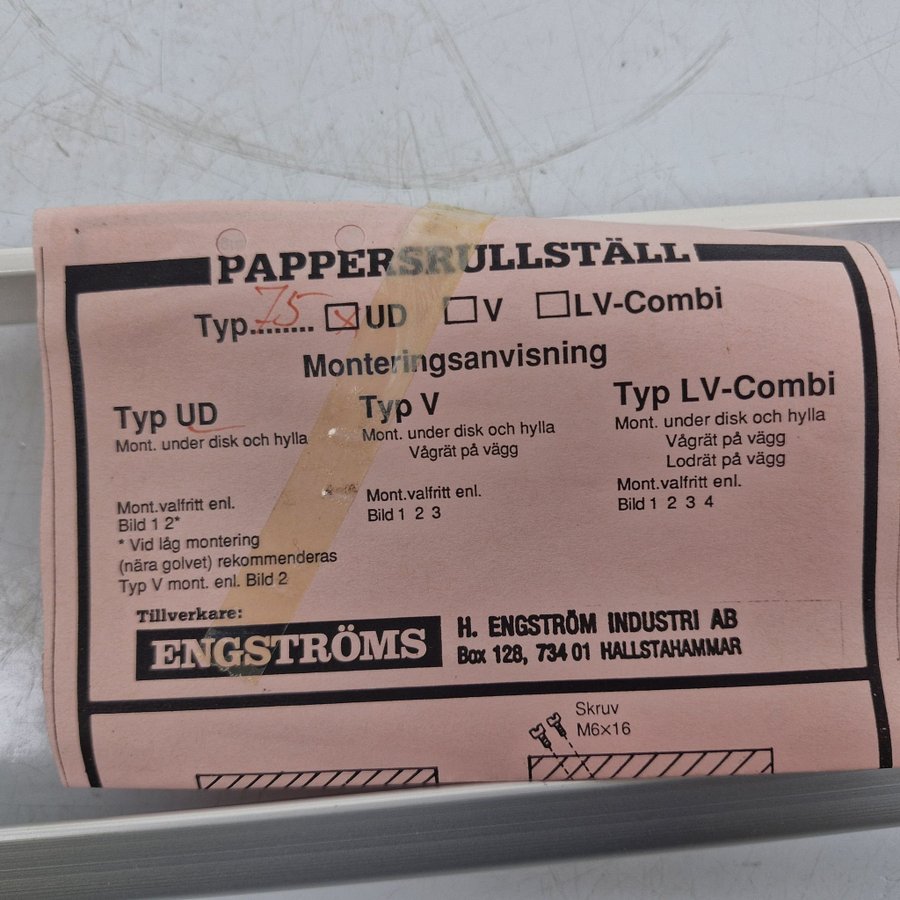 PAPPERSRULLSTÄLL
Typ 75 ........ ☒UD ☐V ☐LV-Combi
Monteringsanvisning
Typ UD
Mont. under disk och hylla
Mont.valfritt enl.
Bild 1 2*
* Vid låg montering
(nära golvet) rekommenderas
Typ V mont. enl. Bild 2
Typ V
Mont. under disk och hylla
Vågrät på vägg
Mont.valfritt enl.
Bild 1 2 3
Typ LV-Combi
Mont. under disk och hylla
Vågrät på vägg
Lodrät på vägg
Mont.valfritt enl.
Bild 1 2 3 4
Tillverkare:
ENGSTRÖMS
H. ENGSTRÖM INDUSTRI AB
Box 128, 734 01 HALLSTAHAMMAR
Skruv
M6×16